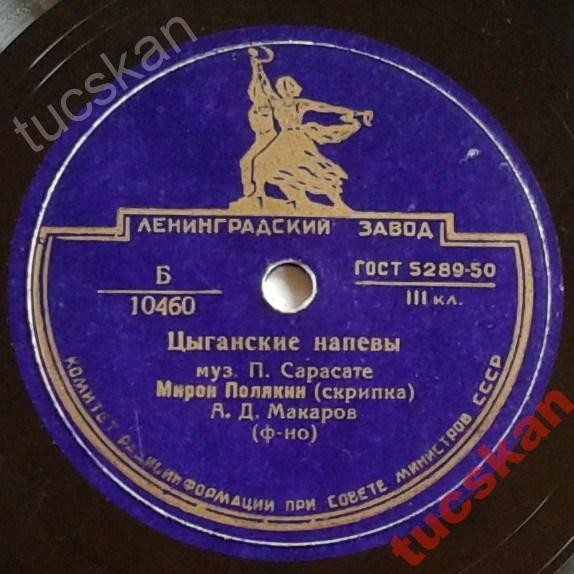 tucskan
ЛЕНИНГРАДСКИЙ ЗАВОД
Б
10460
ГОСТ 5289-50
III кл.
Цыганские напевы
муз. П. Сарасате
Мирон Полякин (скрипка)
А. Д. Макаров
(ф-но)
КОМИТЕТ РАДИОИНФОРМАЦИИ ПРИ СОВЕТЕ МИНИСТРОВ СССР
tucskan